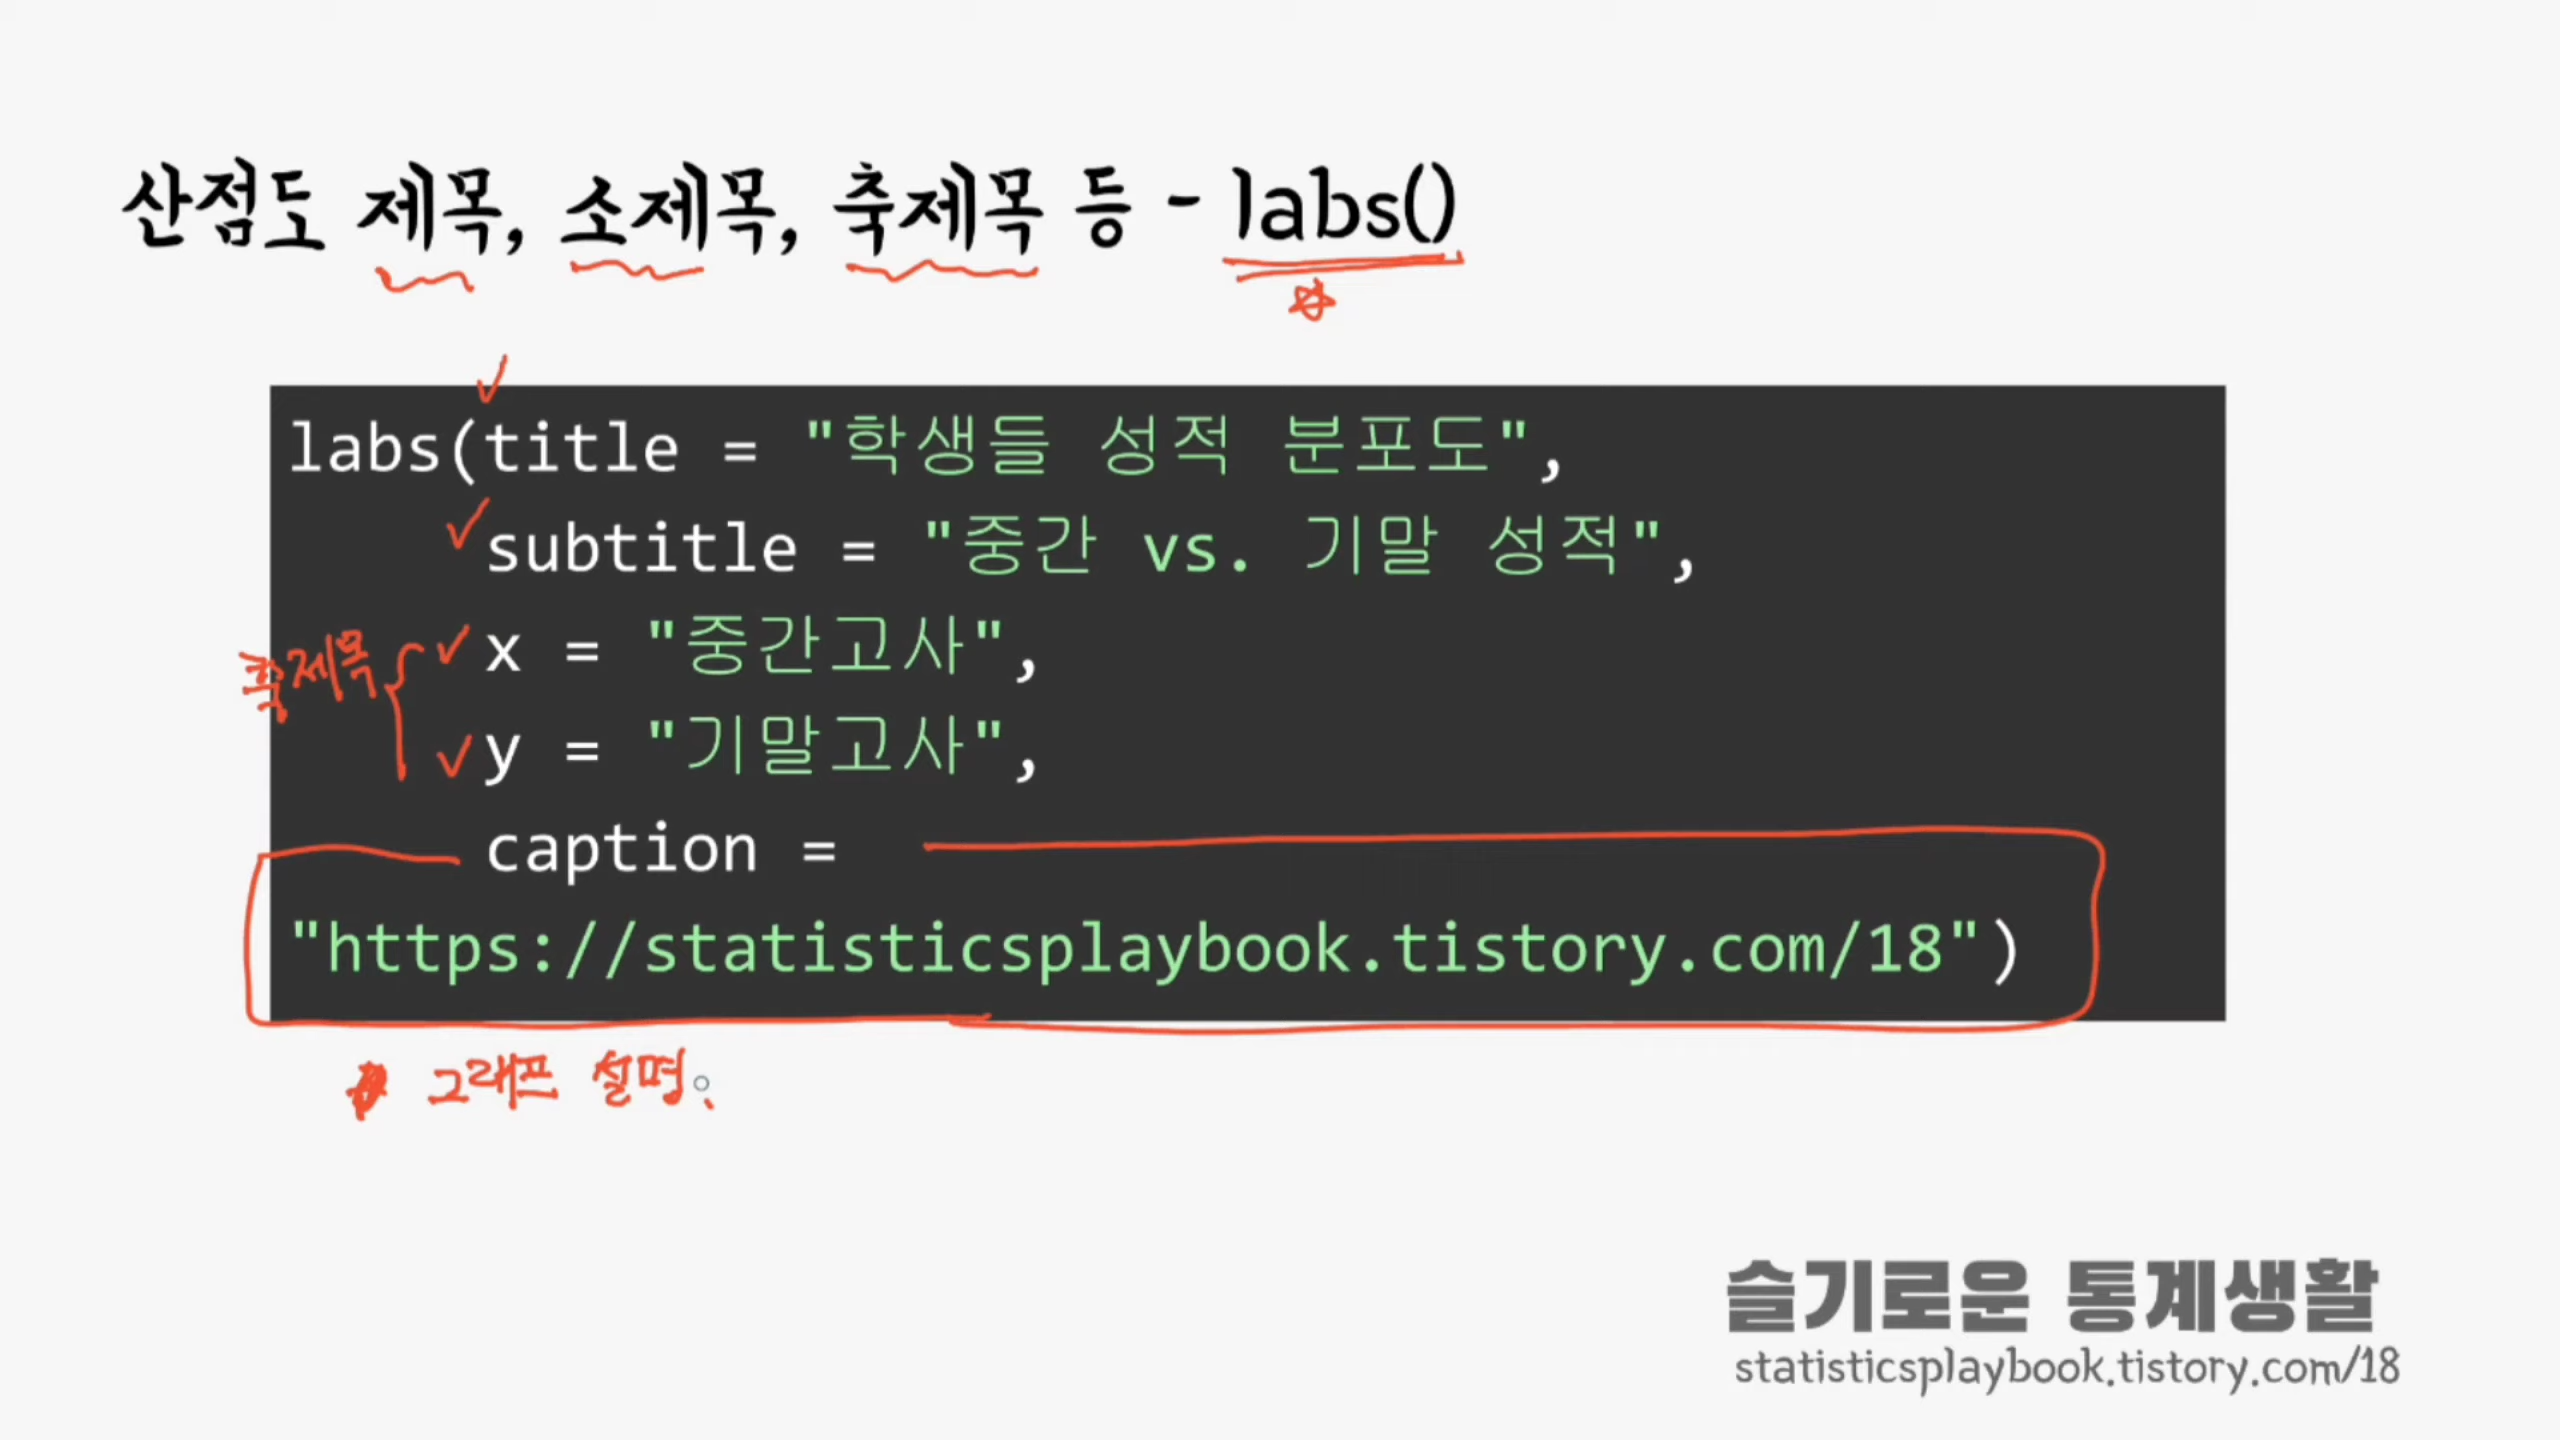 산점도 제목, 소제목, 축제목 등 - labs()
labs(title = "학생들 성적 분포도",
subtitle = "중간 vs. 기말 성적",
축제목
x = "중간고사",
y = "기말고사",
caption =
"https://statisticsplaybook.tistory.com/18")
그래프 설명
슬기로운 통계생활
statisticsplaybook.tistory.com/18